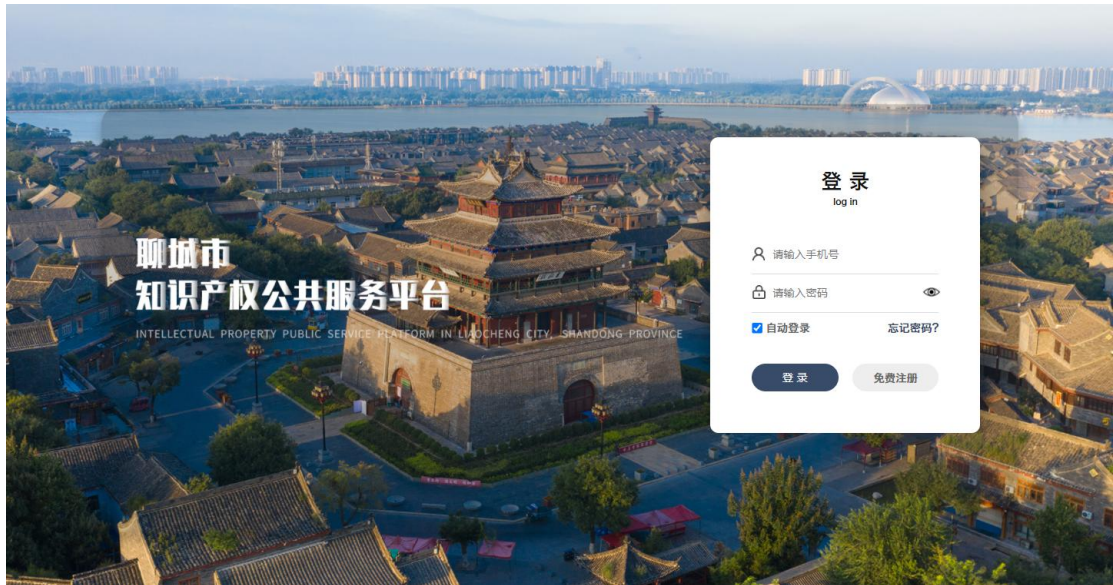 聊城市
知识产权公共服务平台
INTELLECTUAL PROPERTY PUBLIC SERVICE PLATFORM IN LIAOCHENG CITY, SHANDONG PROVINCE
登 录
log in
请输入手机号
请输入密码
自动登录 忘记密码?
登 录 免费注册